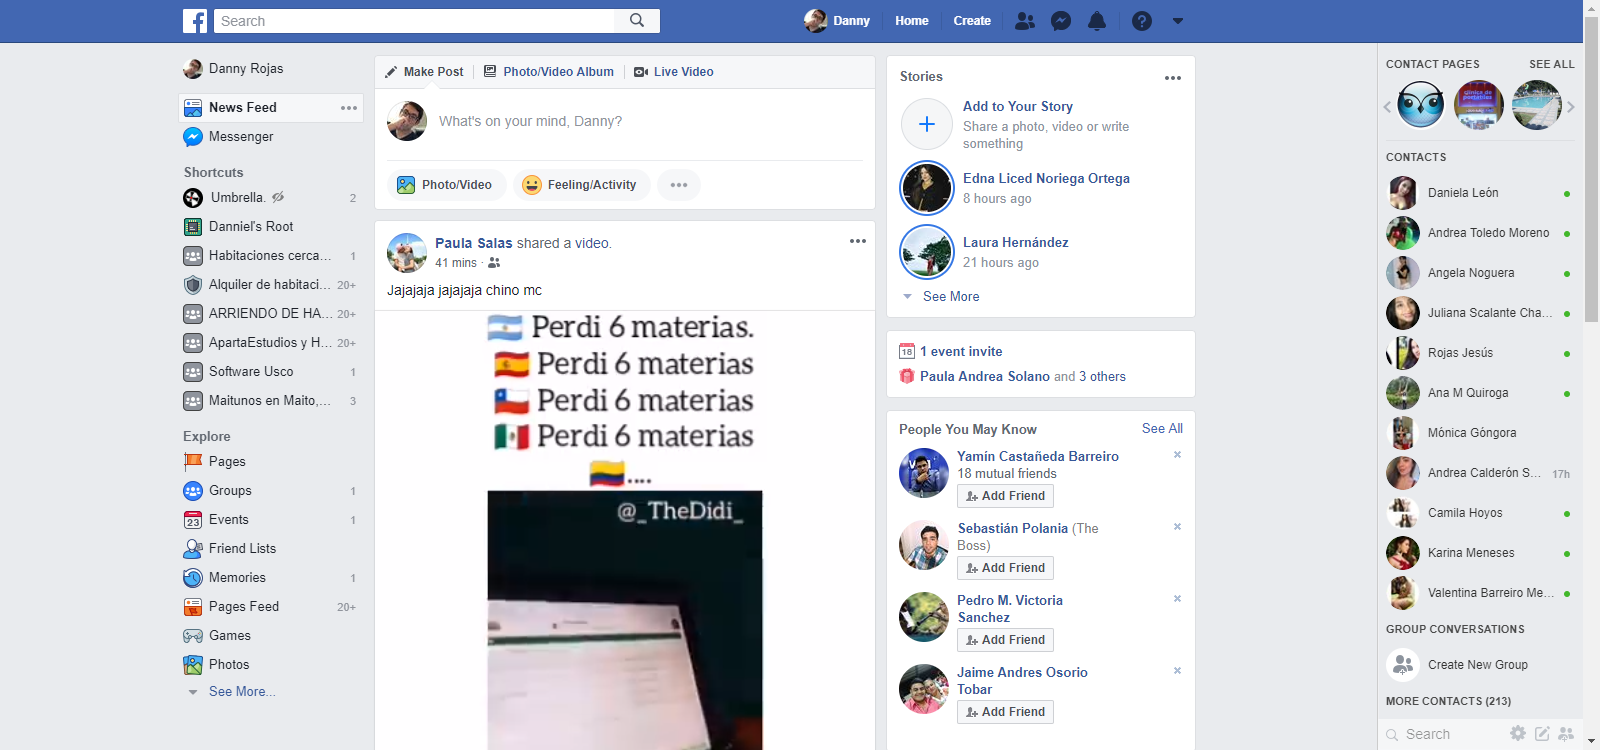 Search
Danny
Home
Create
Danny Rojas
News Feed
Messenger
Shortcuts
Umbrella. 2
Danniel's Root
Habitaciones cerca... 1
Alquiler de habitaci... 20+
ARRIENDO DE HA... 20+
ApartaEstudios y H... 20+
Software Usco 1
Maitunos en Maito,... 3
Explore
Pages
Groups 1
23 Events 1
Friend Lists
Memories 1
Pages Feed 20+
Games
Photos
See More...
Make Post
Photo/Video Album
Live Video
What's on your mind, Danny?
Photo/Video
Feeling/Activity
Paula Salas shared a video.
41 mins ·
Jajajaja jajajaja chino mc
Perdi 6 materias.
Perdi 6 materias
Perdi 6 materias
Perdi 6 materias
....
@_TheDidi_
Stories
Add to Your Story
Share a photo, video or write
something
Edna Liced Noriega Ortega
8 hours ago
Laura Hernández
21 hours ago
See More
18 1 event invite
Paula Andrea Solano and 3 others
People You May Know
See All
Yamín Castañeda Barreiro
18 mutual friends
Add Friend
Sebastián Polania (The
Boss)
Add Friend
Pedro M. Victoria
Sanchez
Add Friend
Jaime Andres Osorio
Tobar
Add Friend
CONTACT PAGES
SEE ALL
CONTACTS
Daniela León
Andrea Toledo Moreno
Angela Noguera
Juliana Scalante Cha...
Rojas Jesús
Ana M Quiroga
Mónica Góngora
Andrea Calderón S... 17h
Camila Hoyos
Karina Meneses
Valentina Barreiro Me...
GROUP CONVERSATIONS
Create New Group
MORE CONTACTS (213)
Search